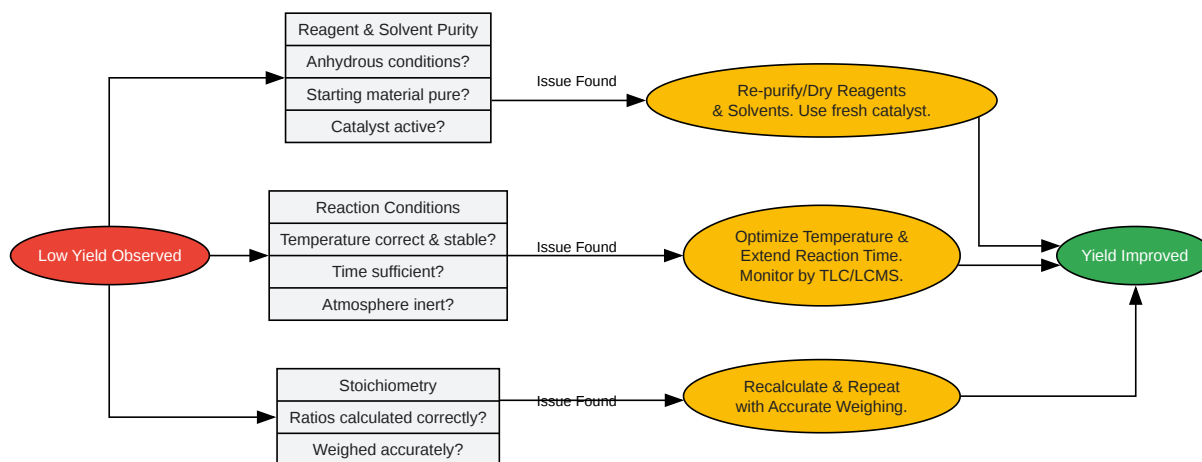 Low Yield Observed
Reagent & Solvent Purity
Anhydrous conditions?
Starting material pure?
Catalyst active?
Issue Found
Re-purify/Dry Reagents
& Solvents. Use fresh catalyst.
Reaction Conditions
Temperature correct & stable?
Time sufficient?
Atmosphere inert?
Issue Found
Optimize Temperature &
Extend Reaction Time.
Monitor by TLC/LCMS.
Stoichiometry
Ratios calculated correctly?
Weighed accurately?
Issue Found
Recalculate & Repeat
with Accurate Weighing.
Yield Improved